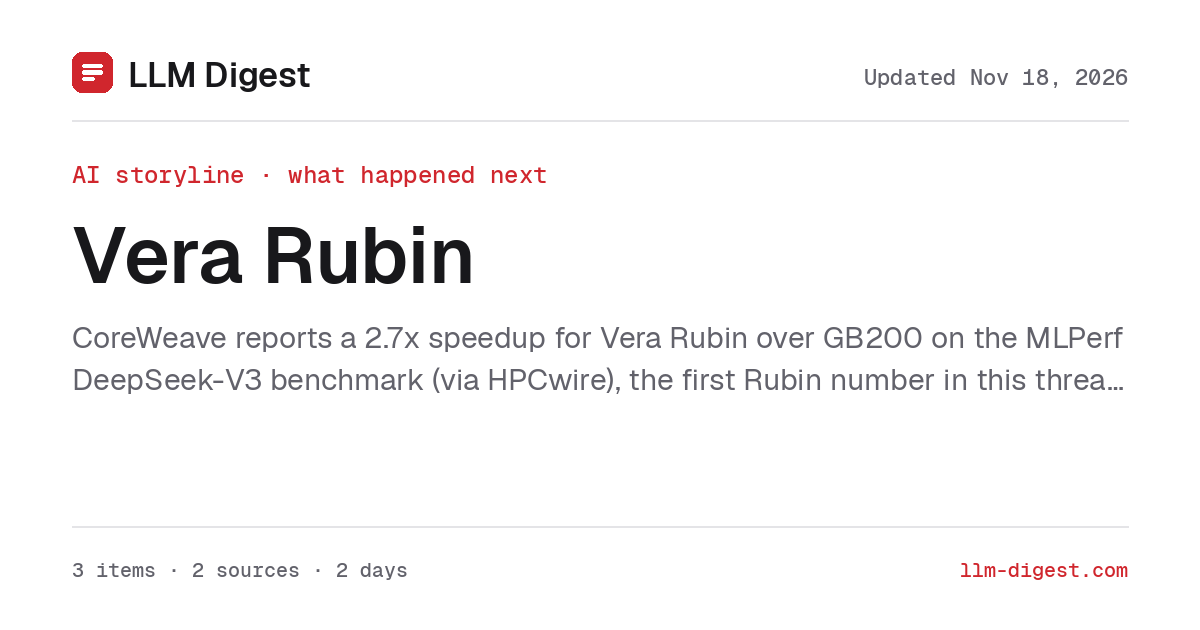 LLM Digest
Updated Nov 18, 2026
AI storyline · what happened next
Vera Rubin
CoreWeave reports a 2.7x speedup for Vera Rubin over GB200 on the MLPerf
DeepSeek-V3 benchmark (via HPCwire), the first Rubin number in this threa…
3 items · 2 sources · 2 days
llm-digest.com